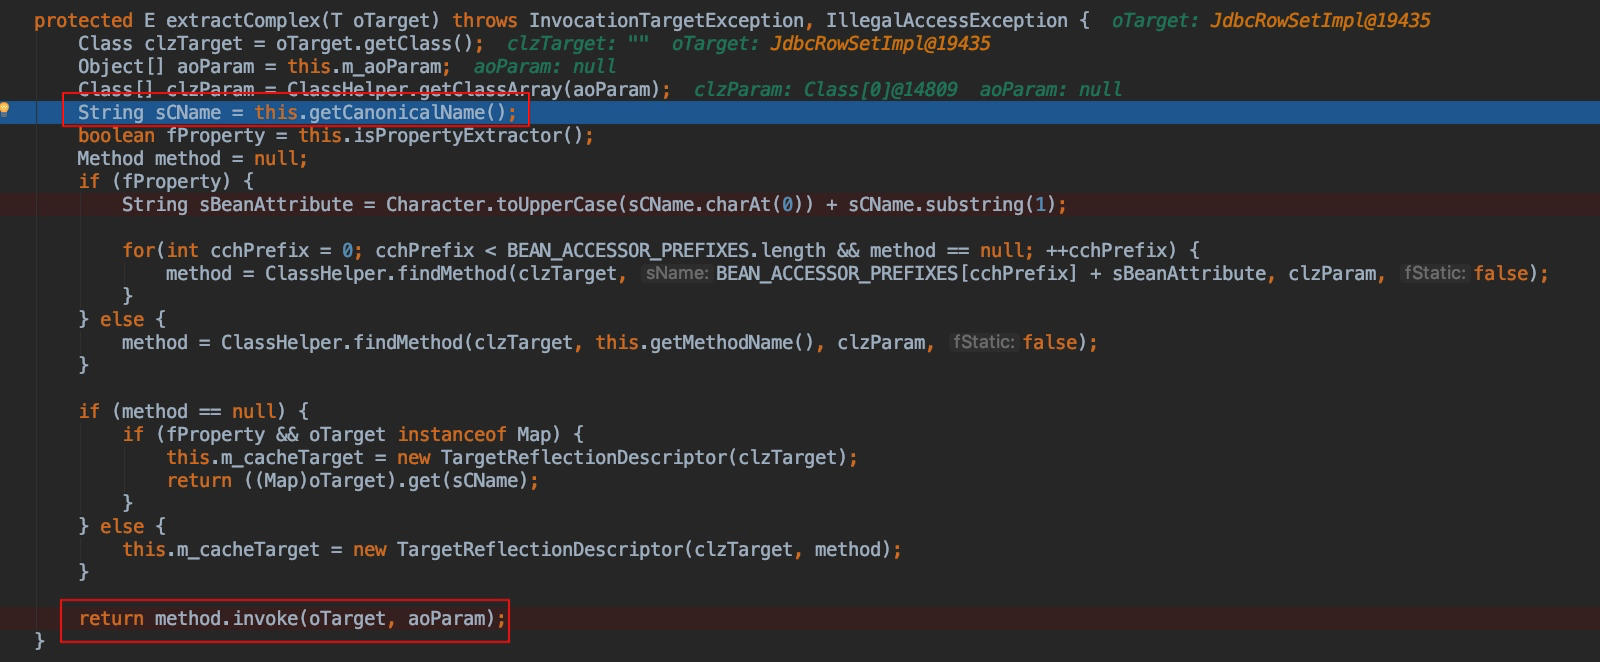 protected E extractComplex(T oTarget) throws InvocationTargetException, IllegalAccessException {  oTarget: JdbcRowSetImpl@19435
    Class clzTarget = oTarget.getClass();  clzTarget: ""  oTarget: JdbcRowSetImpl@19435
    Object[] aoParam = this.m_aoParam;  aoParam: null
    Class[] clzParam = ClassHelper.getClassArray(aoParam);  clzParam: Class[0]@14809  aoParam: null
    String sCName = this.getCanonicalName();
    boolean fProperty = this.isPropertyExtractor();
    Method method = null;
    if (fProperty) {
        String sBeanAttribute = Character.toUpperCase(sCName.charAt(0)) + sCName.substring(1);
        for(int cchPrefix = 0; cchPrefix < BEAN_ACCESSOR_PREFIXES.length && method == null; ++cchPrefix) {
            method = ClassHelper.findMethod(clzTarget, sName: BEAN_ACCESSOR_PREFIXES[cchPrefix] + sBeanAttribute, clzParam, fStatic: false);
        }
    } else {
        method = ClassHelper.findMethod(clzTarget, this.getMethodName(), clzParam, fStatic: false);
    }
    if (method == null) {
        if (fProperty && oTarget instanceof Map) {
            this.m_cacheTarget = new TargetReflectionDescriptor(clzTarget);
            return ((Map)oTarget).get(sCName);
        }
    } else {
        this.m_cacheTarget = new TargetReflectionDescriptor(clzTarget, method);
    }
    return method.invoke(oTarget, aoParam);
}